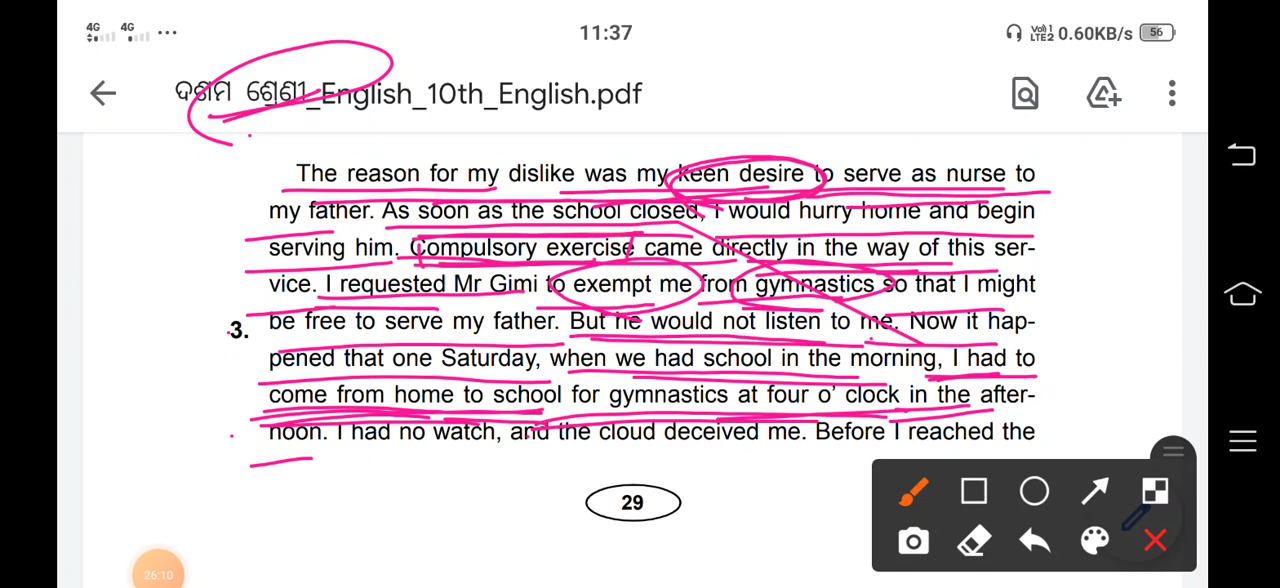 4G 4G 11:37 Vo)) 1 LTE2 0.60KB/s 56
ଦଶମ ଶ୍ରେଣୀ_English_10th_English.pdf
The reason for my dislike was my keen desire to serve as nurse to
my father. As soon as the school closed, I would hurry home and begin
serving him. Compulsory exercise came directly in the way of this ser-
vice. I requested Mr Gimi to exempt me from gymnastics so that I might
be free to serve my father. But he would not listen to me. Now it hap-
3.
pened that one Saturday, when we had school in the morning, I had to
come from home to school for gymnastics at four o' clock in the after-
noon. I had no watch, and the cloud deceived me. Before I reached the
29
26:10